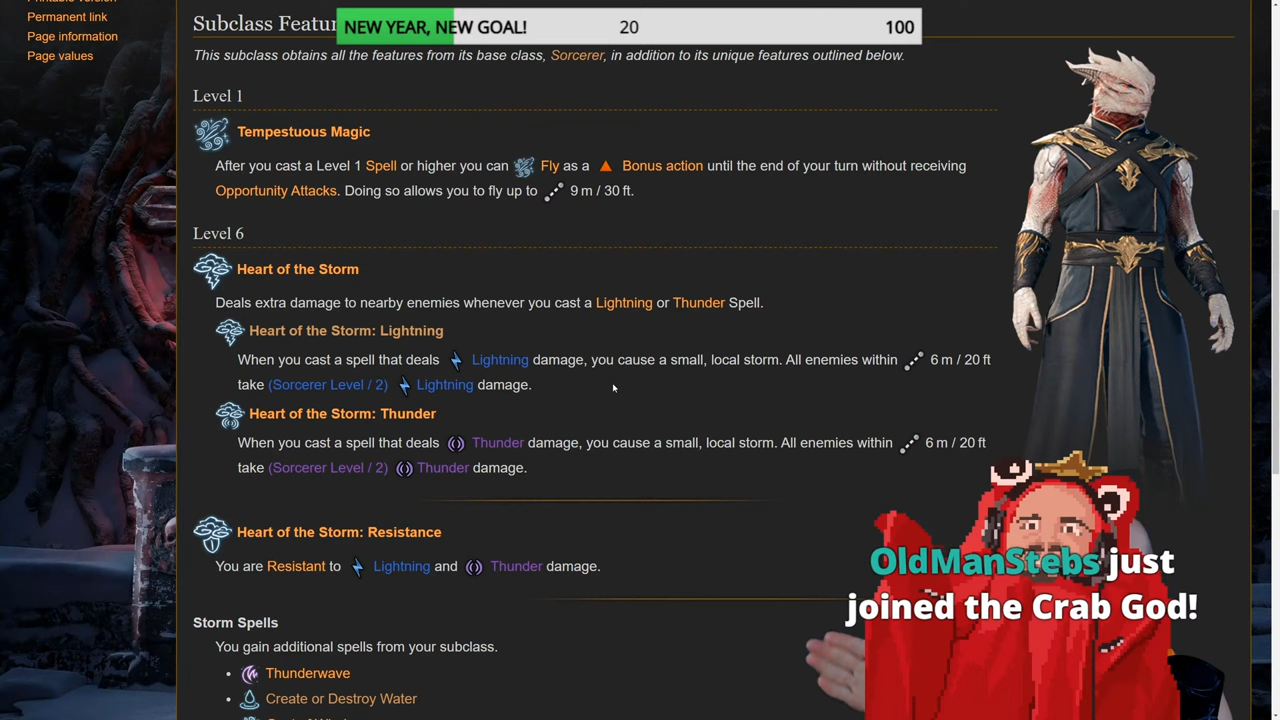 Permanent link
Page information
Page values
NEW YEAR, NEW GOAL! 20 100
This subclass obtains all the features from its base class, Sorcerer, in addition to its unique features outlined below.
Level 1
Tempestuous Magic
After you cast a Level 1 Spell or higher you can Fly as a Bonus action until the end of your turn without receiving
Opportunity Attacks. Doing so allows you to fly up to 9 m / 30 ft.
Level 6
Heart of the Storm
Deals extra damage to nearby enemies whenever you cast a Lightning or Thunder Spell.
Heart of the Storm: Lightning
When you cast a spell that deals Lightning damage, you cause a small, local storm. All enemies within 6 m / 20 ft
take (Sorcerer Level / 2) Lightning damage.
Heart of the Storm: Thunder
When you cast a spell that deals Thunder damage, you cause a small, local storm. All enemies within 6 m / 20 ft
take (Sorcerer Level / 2) Thunder damage.
Heart of the Storm: Resistance
You are Resistant to Lightning and Thunder damage.
OldManStebs just
joined the Crab God!
Storm Spells
You gain additional spells from your subclass.
Thunderwave
Create or Destroy Water